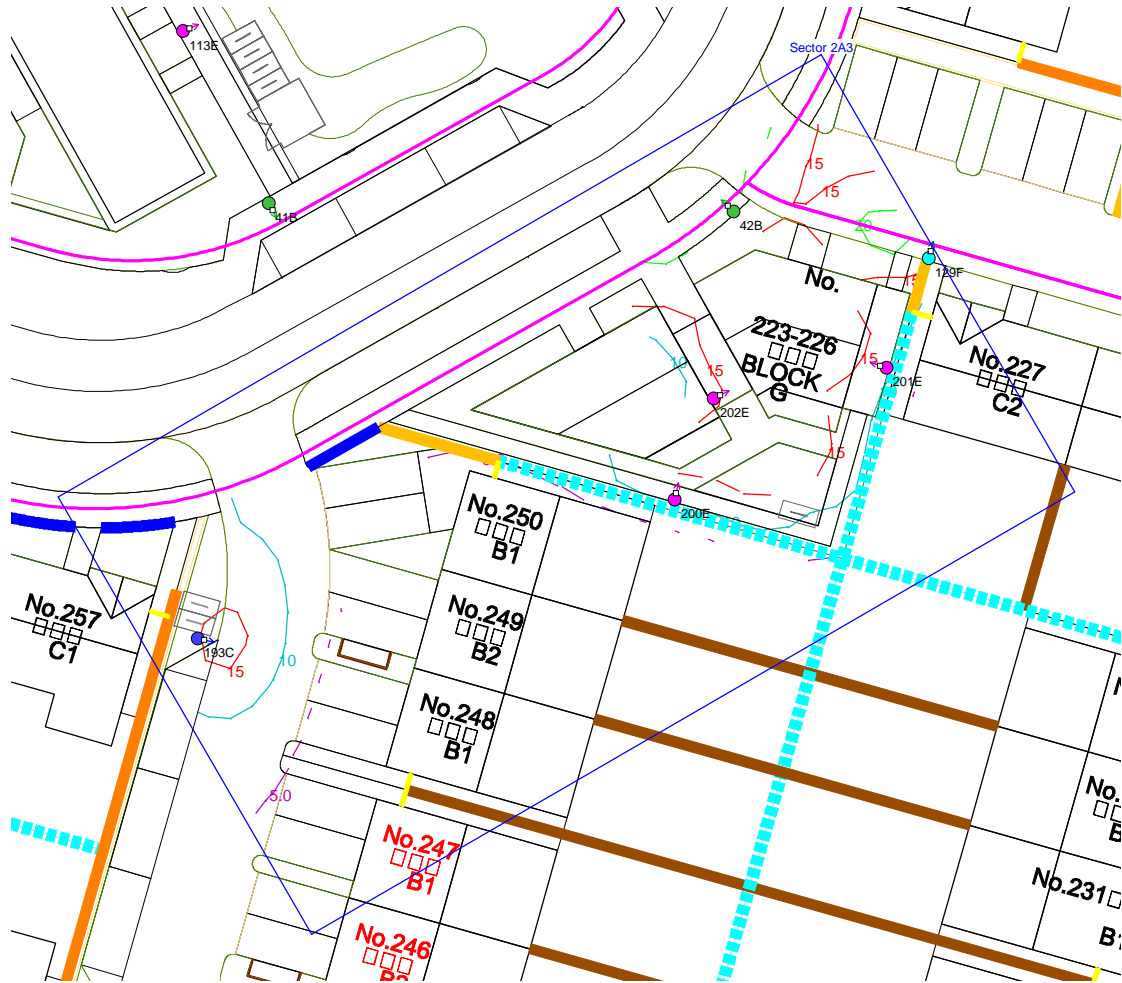 Sector 2A3
113E
15
15
41B
42B
20
129F
No.
15
223-226
BLOCK
G
10
15
15
No.227
C2
201E
202E
15
200E
No.250
B1
No.257
C1
No.249
B2
193C
15
10
No.248
B1
5.0
No.247
B1
No.231
B1
No.246